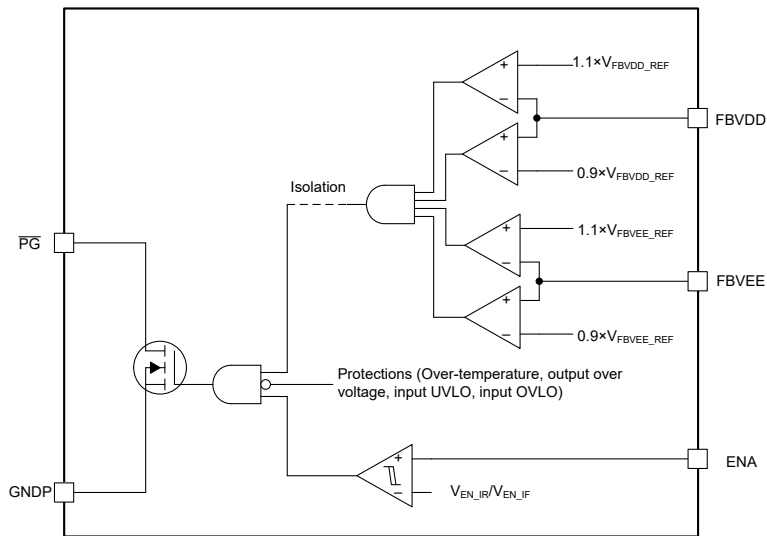 1.1×VFBVDD_REF
+
−
FBVDD
+
−
0.9×VFBVDD_REF
Isolation
+
−
1.1×VFBVEE_REF
PG
FBVEE
+
−
0.9×VFBVEE_REF
Protections (Over-temperature, output over
voltage, input UVLO, input OVLO)
+
−
ENA
VEN_IR/VEN_IF
GNDP